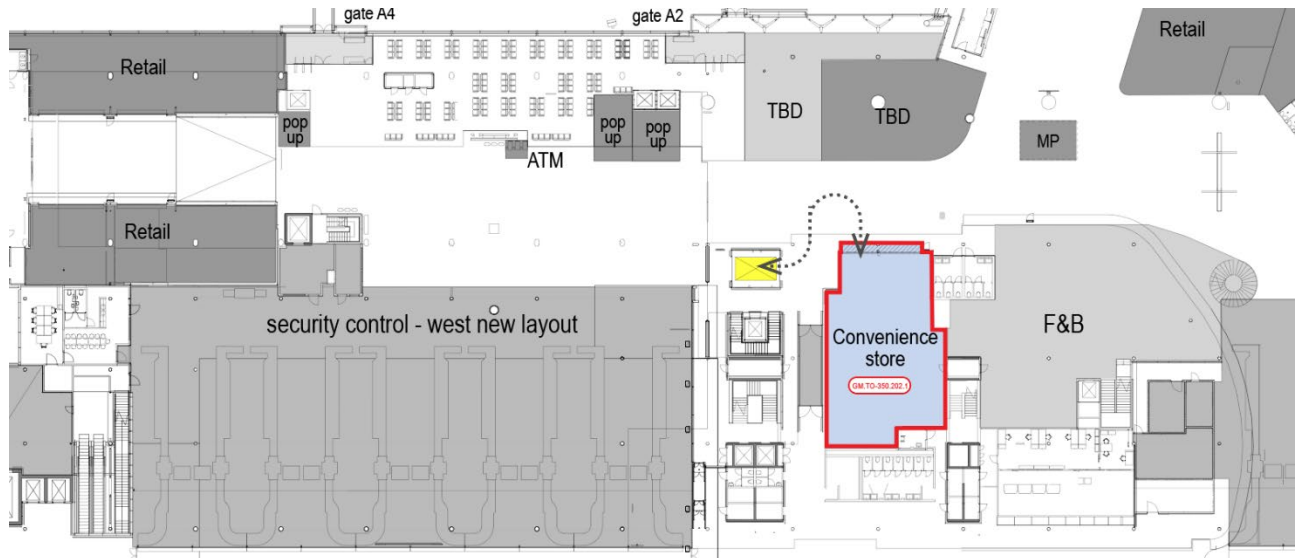 gate A4
gate A2
Retail
Retail
TBD
TBD
pop
up
pop
up
pop
up
ATM
MP
Retail
security control - west new layout
Convenience
store
GM.TO-350.202.1
F&B